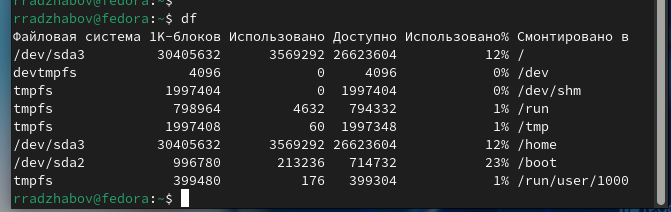 rradzhabov@fedora:~$
rradzhabov@fedora:~$ df
Файловая система 1K-блоков Использовано Доступно Использовано% Смонтировано в
/dev/sda3 30405632 3569292 26623604 12% /
devtmpfs 4096 0 4096 0% /dev
tmpfs 1997404 0 1997404 0% /dev/shm
tmpfs 798964 4632 794332 1% /run
tmpfs 1997408 60 1997348 1% /tmp
/dev/sda3 30405632 3569292 26623604 12% /home
/dev/sda2 996780 213236 714732 23% /boot
tmpfs 399480 176 399304 1% /run/user/1000
rradzhabov@fedora:~$